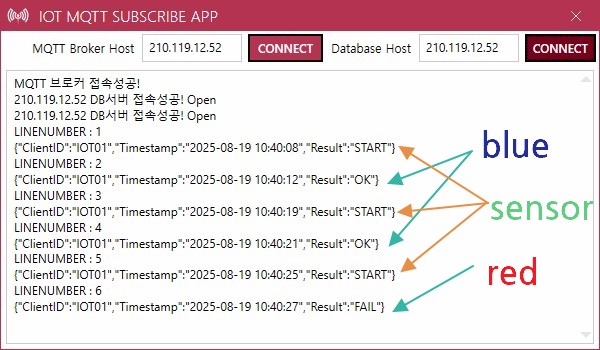 IOT MQTT SUBSCRIBE APP
MQTT Broker Host 210.119.12.52 CONNECT Database Host 210.119.12.52 CONNECT
MQTT 브로커 접속성공!
210.119.12.52 DB서버 접속성공! Open
210.119.12.52 DB서버 접속성공! Open
LINENUMBER : 1
{"ClientID":"IOT01","Timestamp":"2025-08-19 10:40:08","Result":"START"}
LINENUMBER : 2
{"ClientID":"IOT01","Timestamp":"2025-08-19 10:40:12","Result":"OK"}
LINENUMBER : 3
{"ClientID":"IOT01","Timestamp":"2025-08-19 10:40:19","Result":"START"}
LINENUMBER : 4
{"ClientID":"IOT01","Timestamp":"2025-08-19 10:40:21","Result":"OK"}
LINENUMBER : 5
{"ClientID":"IOT01","Timestamp":"2025-08-19 10:40:25","Result":"START"}
LINENUMBER : 6
{"ClientID":"IOT01","Timestamp":"2025-08-19 10:40:27","Result":"FAIL"}
blue
sensor
red